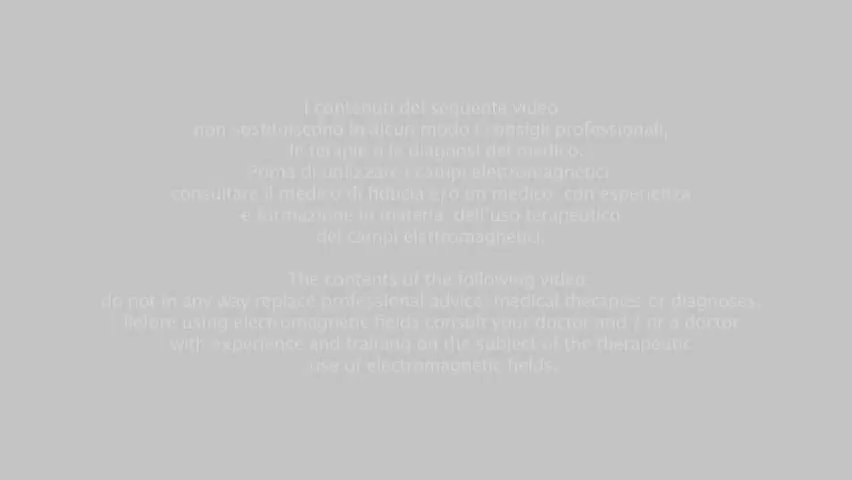 I contenuti del seguente video
non sostituiscono in alcun modo i consigli professionali,
le terapie o le diagnosi del medico.
Prima di utilizzare i campi elettromagnetici
consultare il medico di fiducia e/o un medico con esperienza
e formazione in materia dell'uso terapeutico
dei campi elettromagnetici.
The contents of the following video
do not in any way replace professional advice, medical therapies or diagnoses.
Before using electromagnetic fields consult your doctor and / or a doctor
with experience and training on the subject of the therapeutic
use of electromagnetic fields.